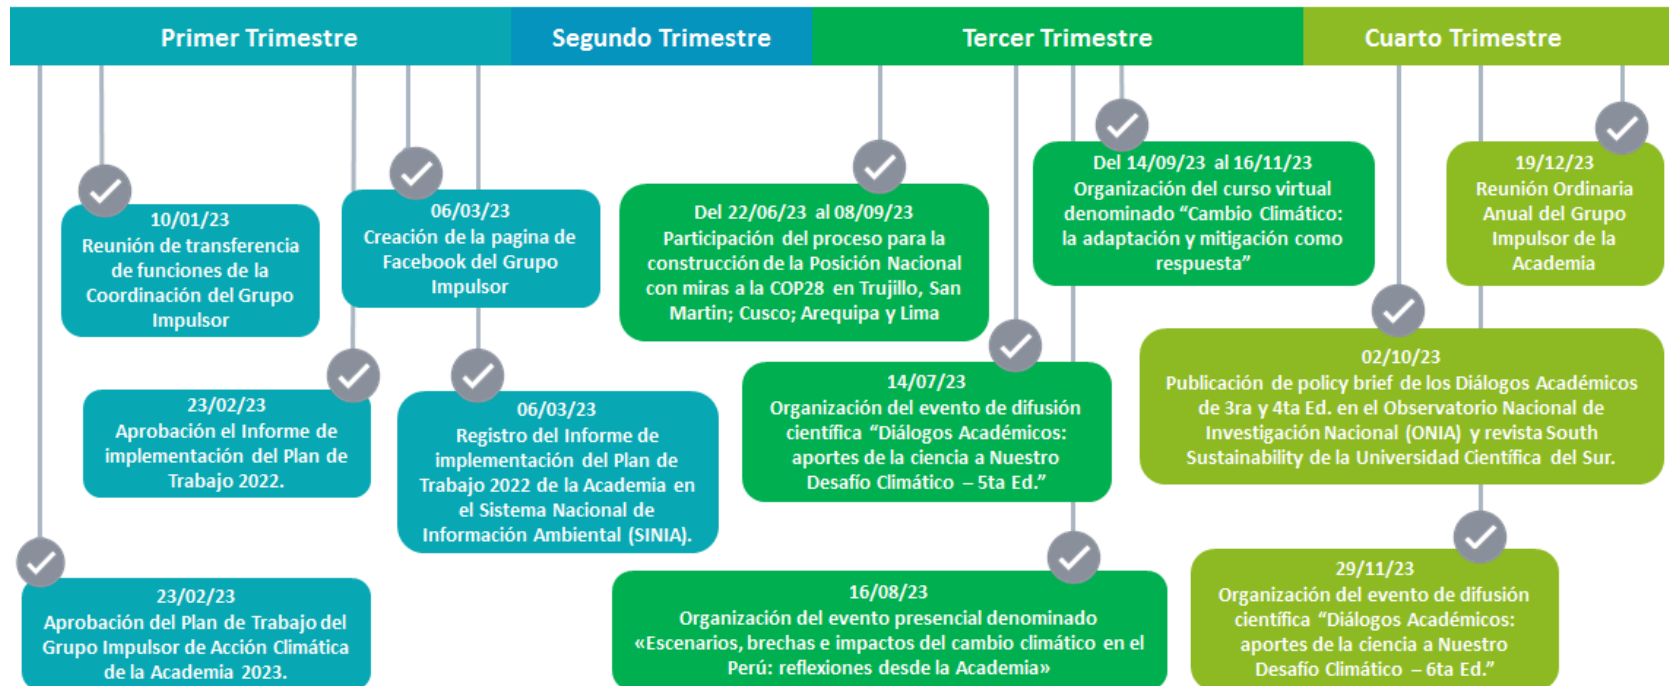 Primer Trimestre
Segundo Trimestre
Tercer Trimestre
Cuarto Trimestre
10/01/23
Reunión de transferencia
de funciones de la
Coordinación del Grupo
Impulsor
23/02/23
Aprobación el Informe de
implementación del Plan de
Trabajo 2022.
23/02/23
Aprobación del Plan de Trabajo del
Grupo Impulsor de Acción Climática
de la Academia 2023.
06/03/23
Creación de la pagina de
Facebook del Grupo
Impulsor
06/03/23
Registro del Informe de
implementación del Plan de
Trabajo 2022 de la Academia en
el Sistema Nacional de
Información Ambiental (SINIA).
Del 22/06/23 al 08/09/23
Participación del proceso para la
construcción de la Posición Nacional
con miras a la COP28 en Trujillo, San
Martin; Cusco; Arequipa y Lima
14/07/23
Organización del evento de difusión
científica “Diálogos Académicos:
aportes de la ciencia a Nuestro
Desafío Climático – 5ta Ed.”
16/08/23
Organización del evento presencial denominado
«Escenarios, brechas e impactos del cambio climático en el
Perú: reflexiones desde la Academia»
Del 14/09/23 al 16/11/23
Organización del curso virtual
denominado “Cambio Climático:
la adaptación y mitigación como
respuesta”
19/12/23
Reunión Ordinaria
Anual del Grupo
Impulsor de la
Academia
02/10/23
Publicación de policy brief de los Diálogos Académicos
de 3ra y 4ta Ed. en el Observatorio Nacional de
Investigación Nacional (ONIA) y revista South
Sustainability de la Universidad Científica del Sur.
29/11/23
Organización del evento de difusión
científica “Diálogos Académicos:
aportes de la ciencia a Nuestro
Desafío Climático – 6ta Ed.”